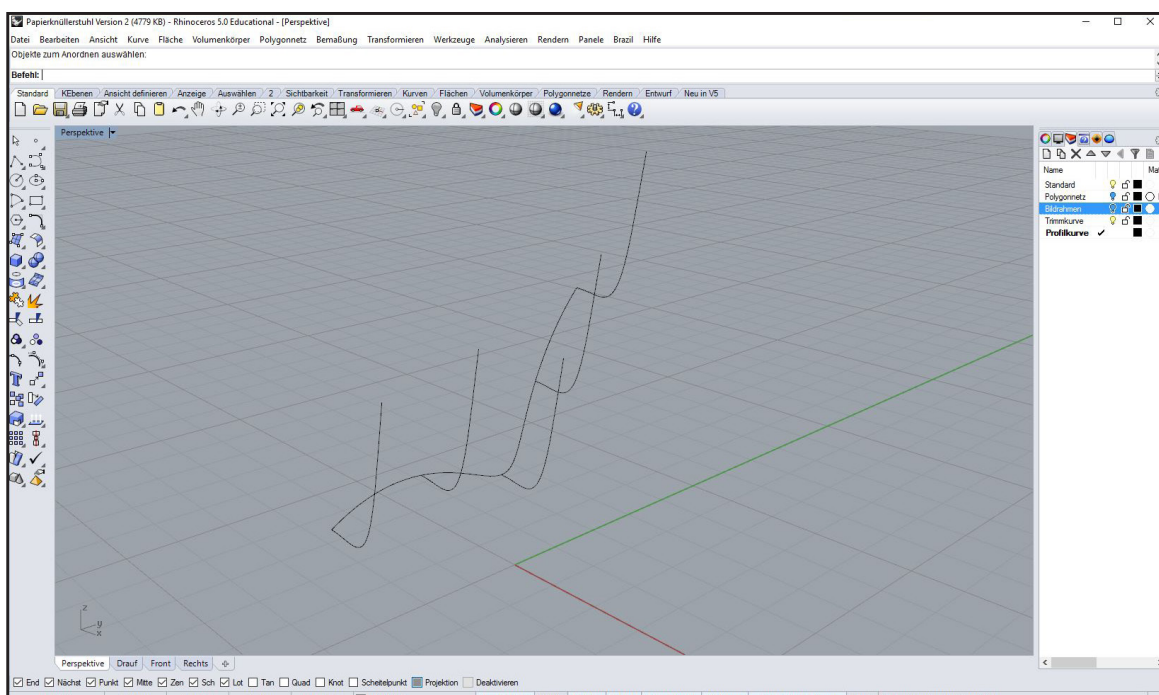 Papierknüllerstuhl Version 2 (4779 KB) - Rhinoceros 5.0 Educational - [Perspektive]
Datei Bearbeiten Ansicht Kurve Fläche Volumenkörper Polygonnetz Bemaßung Transformieren Werkzeuge Analysieren Rendern Panele Brazil Hilfe
Objekte zum Anordnen auswählen:
Befehl:
Standard KEbenen Ansicht definieren Anzeige Auswählen 2 Sichtbarkeit Transformieren Kurven Flächen Volumenkörper Polygonnetze Rendern Entwurf Neu in V5
Perspektive
Name Mat
Standard
Polygonnetz
Bildrahmen
Trimmkurve
Profilkurve
z
y
x
Perspektive Drauf Front Rechts
End Nächst Punkt Mitte Zen Sch Lot Tan Quad Knot Scheitelpunkt Projektion Deaktivieren